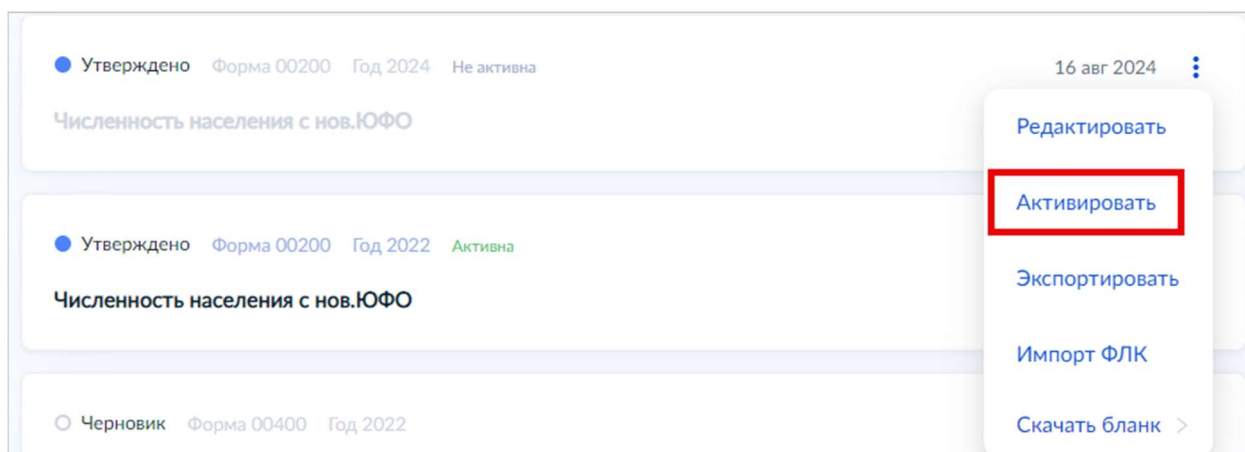 Утверждено Форма 00200 Год 2024 Не активна 16 авг 2024
Численность населения с нов.ЮФО
Редактировать
Активировать
Утверждено Форма 00200 Год 2022 Активна
Экспортировать
Численность населения с нов.ЮФО
Импорт ФЛК
Черновик Форма 00400 Год 2022
Скачать бланк >